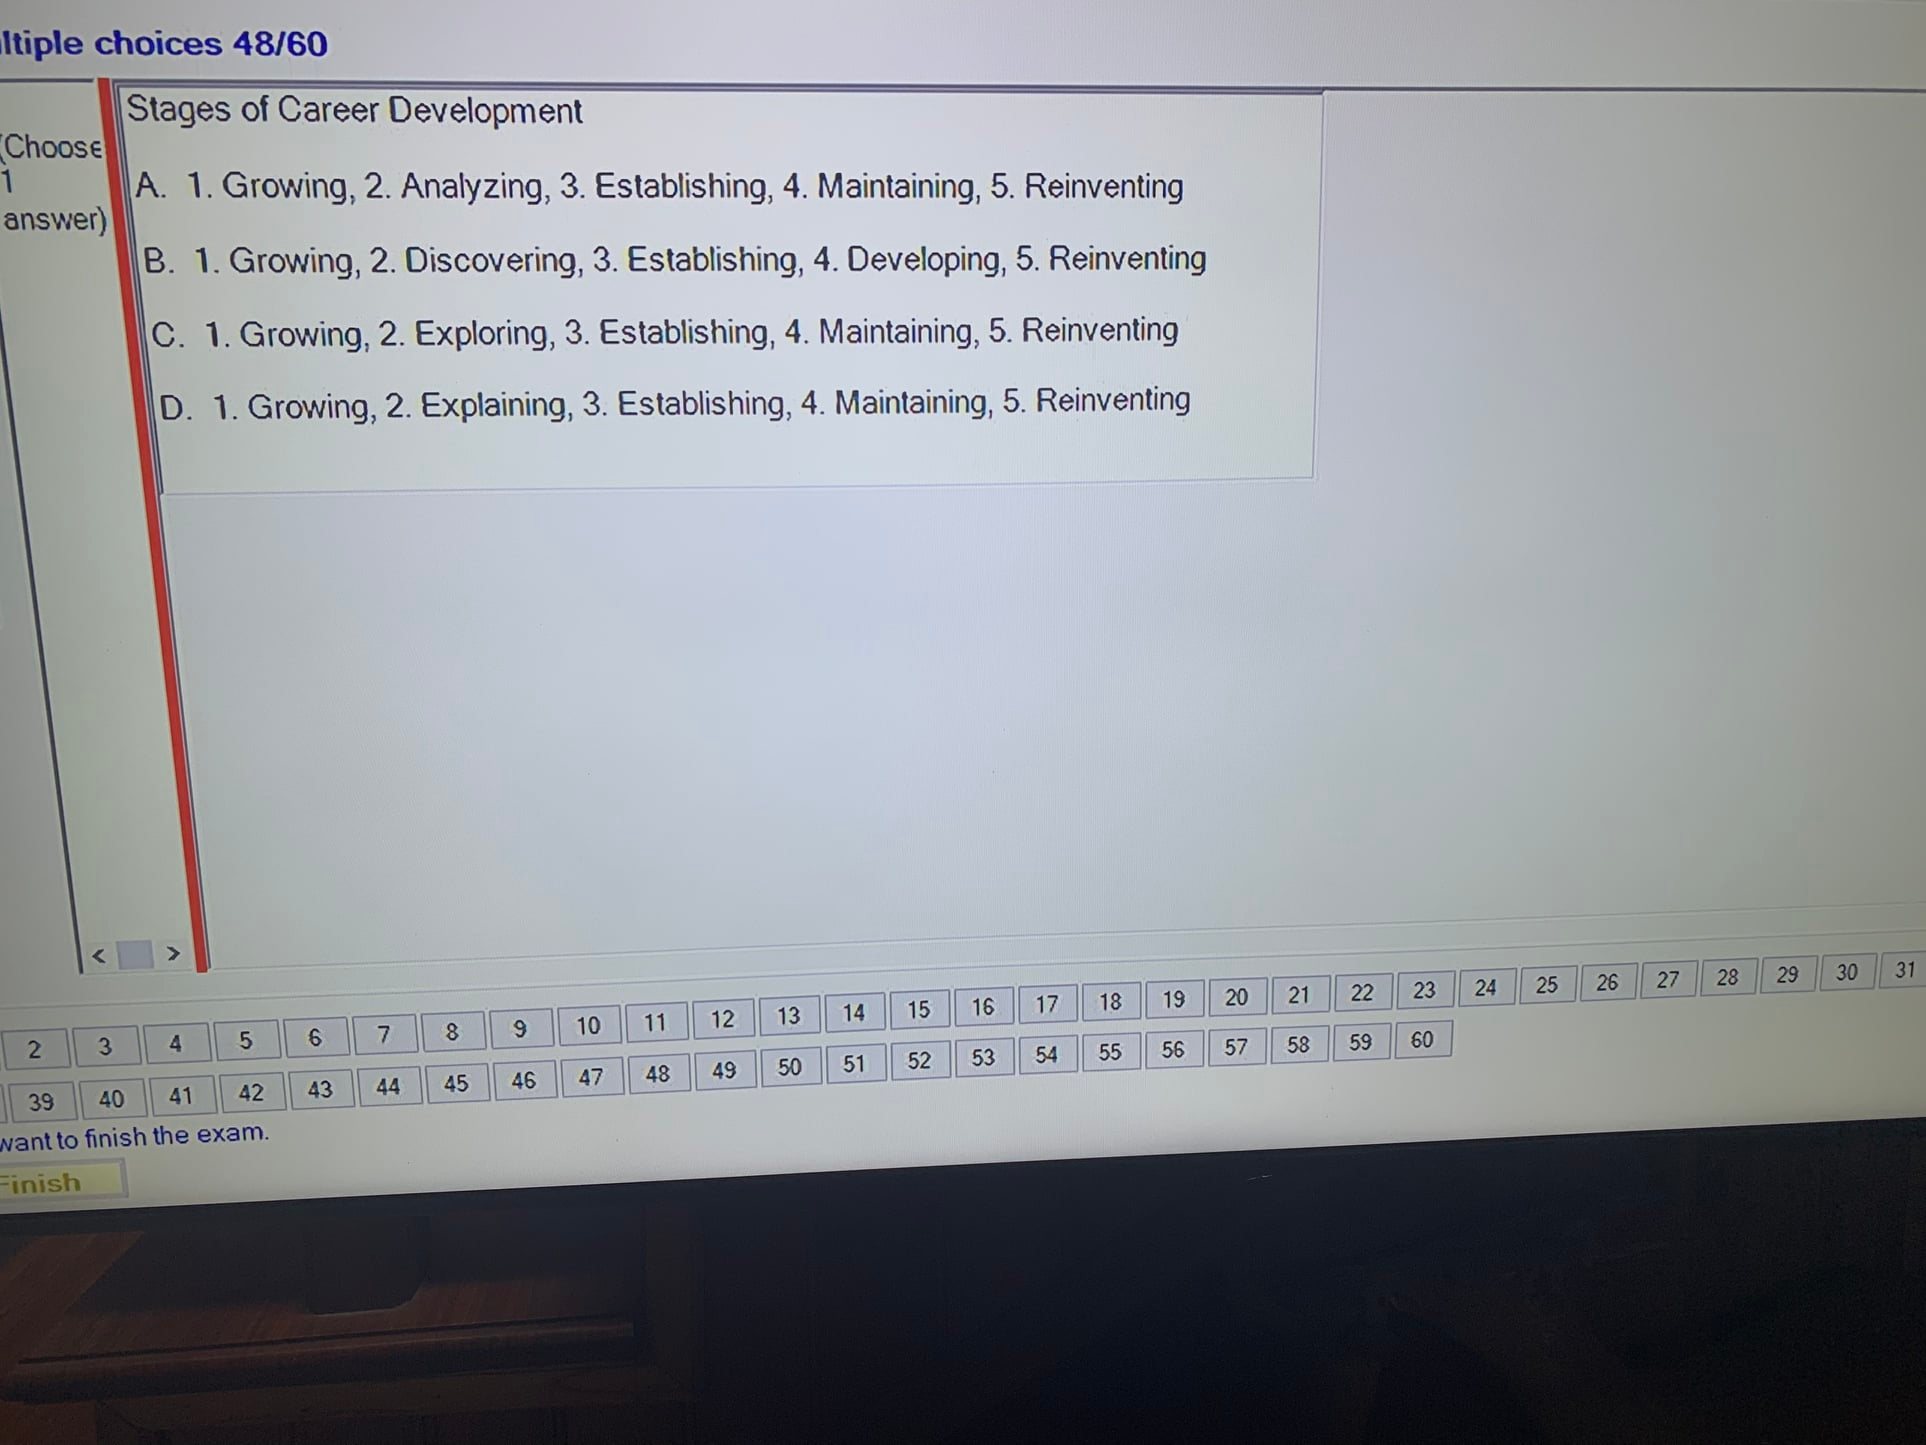 ltiple choices 48/60
(Choose
1
answer)
Stages of Career Development
A. 1. Growing, 2. Analyzing, 3. Establishing, 4. Maintaining, 5. Reinventing
B. 1. Growing, 2. Discovering, 3. Establishing, 4. Developing, 5. Reinventing
C. 1. Growing, 2. Exploring, 3. Establishing, 4. Maintaining, 5. Reinventing
D. 1. Growing, 2. Explaining, 3. Establishing, 4. Maintaining, 5. Reinventing
< >
2 3 4 5 6 7 8 9 10 11 12 13 14 15 16 17 18 19 20 21 22 23 24 25 26 27 28 29 30 31
39 40 41 42 43 44 45 46 47 48 49 50 51 52 53 54 55 56 57 58 59 60
want to finish the exam.
Finish